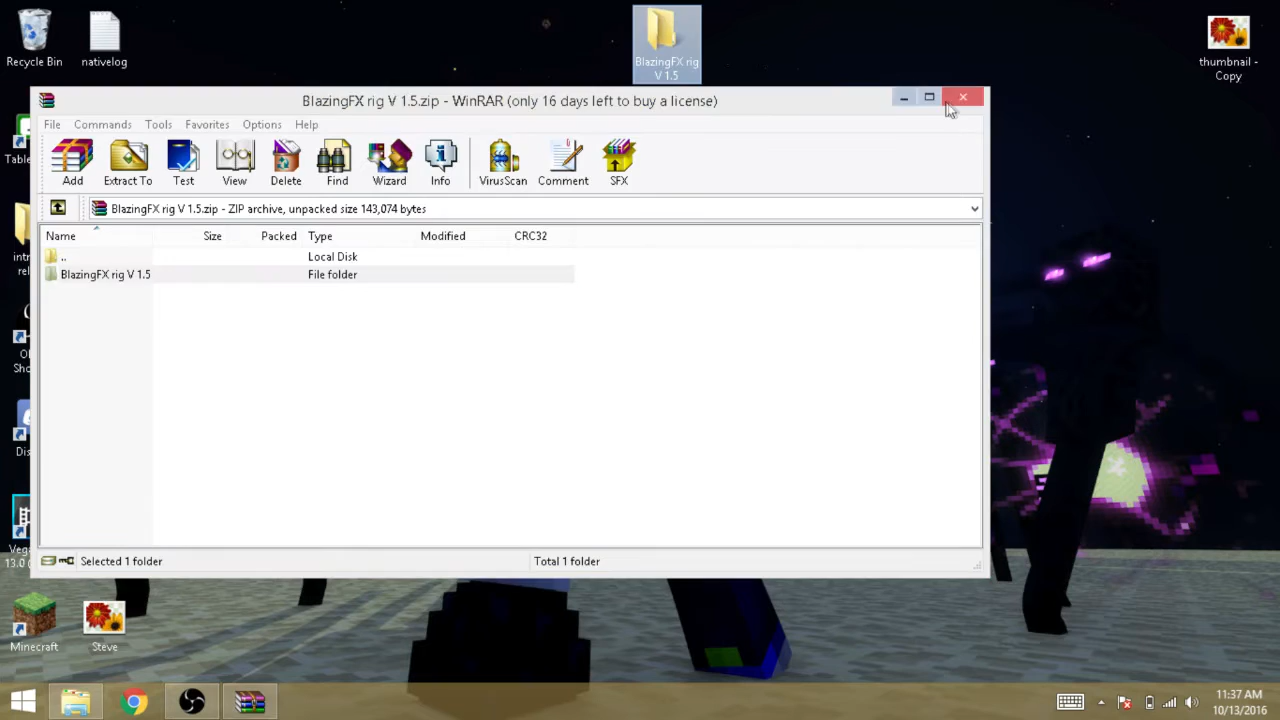 Recycle Bin
nativelog
BlazingFX rig
V 1.5
thumbnail -
Copy
BlazingFX rig V 1.5.zip - WinRAR (only 16 days left to buy a license)
File Commands Tools Favorites Options Help
Add Extract To Test View Delete Find Wizard Info VirusScan Comment SFX
BlazingFX rig V 1.5.zip - ZIP archive, unpacked size 143,074 bytes
Name Size Packed Type Modified CRC32
.. Local Disk
BlazingFX rig V 1.5 File folder
Selected 1 folder Total 1 folder
Minecraft
Steve
11:37 AM
10/13/2016